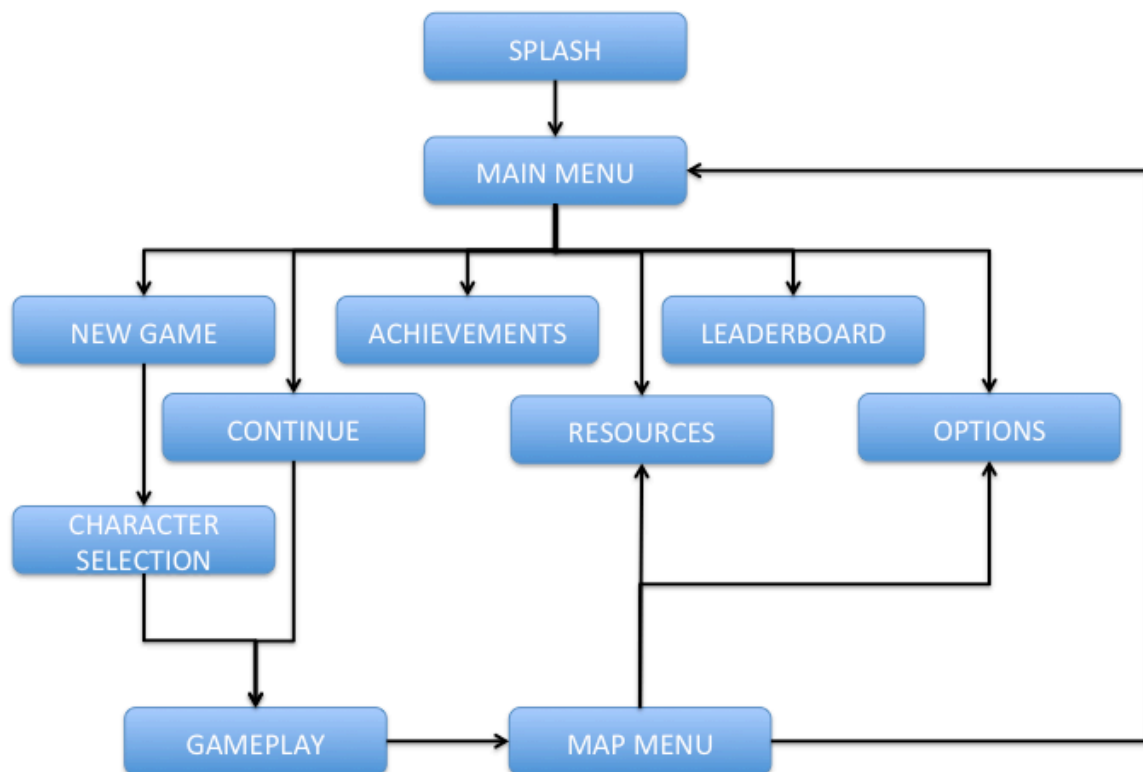 SPLASH
MAIN MENU
NEW GAME
ACHIEVEMENTS
LEADERBOARD
CONTINUE
RESOURCES
OPTIONS
CHARACTER
SELECTION
GAMEPLAY
MAP MENU